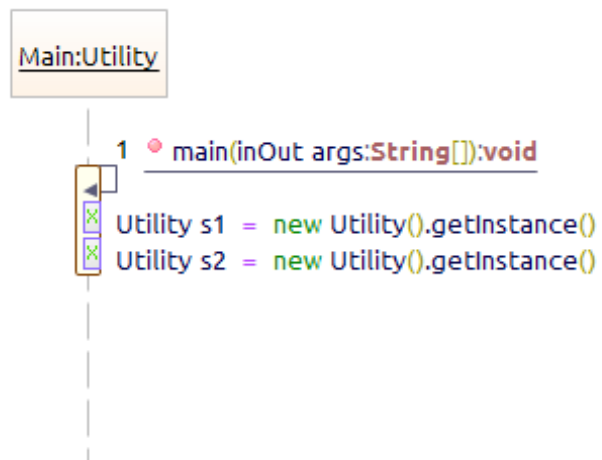 Main:Utility
1 main(inOut args:String[]):void
Utility s1 = new Utility().getInstance()
Utility s2 = new Utility().getInstance()